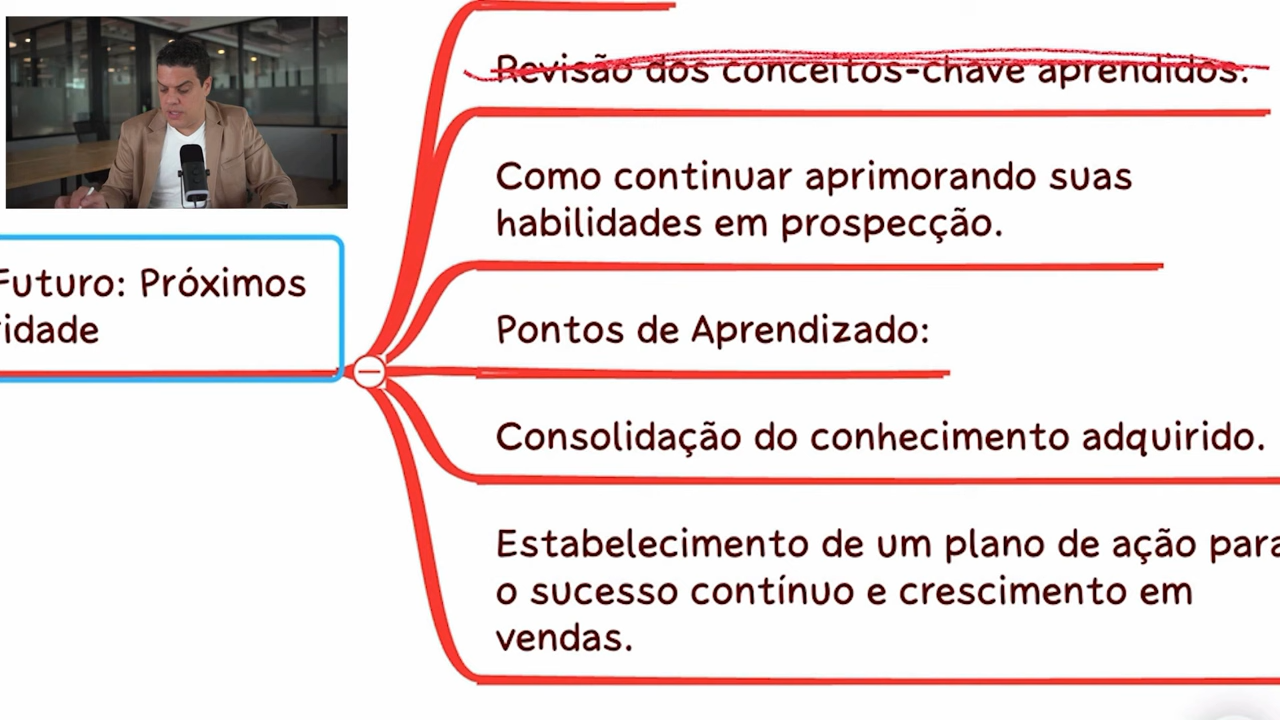 Revisão dos conceitos-chave aprendidos.
Como continuar aprimorando suas
habilidades em prospecção.
Futuro: Próximos
idade
Pontos de Aprendizado:
Consolidação do conhecimento adquirido.
Estabelecimento de um plano de ação para
o sucesso contínuo e crescimento em
vendas.